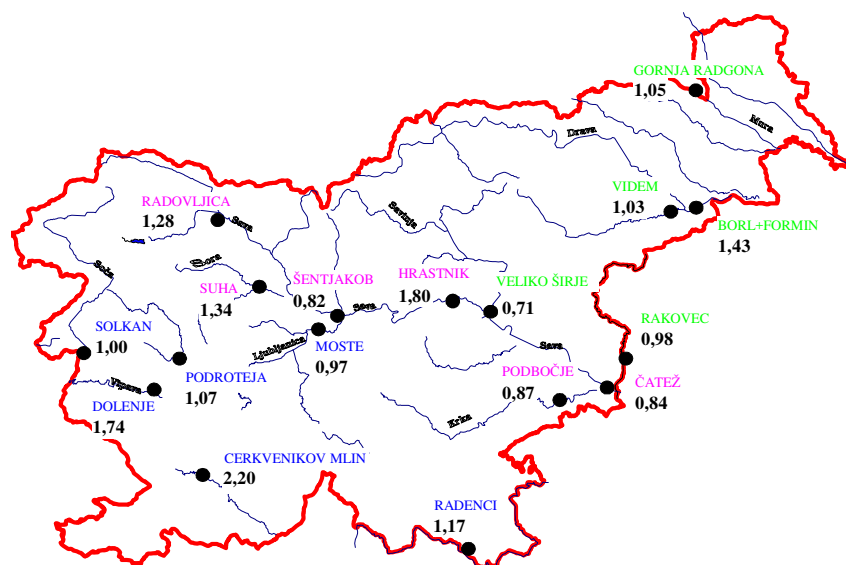 GORNJA RADGONA
1,05
Mura
Drava
VIDEM
1,03
BORL+FORMIN
1,43
RADOVLJICA
1,28
Sava
Savinja
Sora
Soča
SUHA
1,34
ŠENTJAKOB
0,82
Sava
HRASTNIK
1,80
VELIKO ŠIRJE
0,71
SOLKAN
1,00
Ljubljanica
MOSTE
0,97
Sava
RAKOVEC
0,98
PODROTEJA
1,07
Vipava
DOLENJE
1,74
PODBOČJE
0,87
ČATEŽ
0,84
Krka
CERKVENIKOV MLIN
2,20
RADENCI
1,17